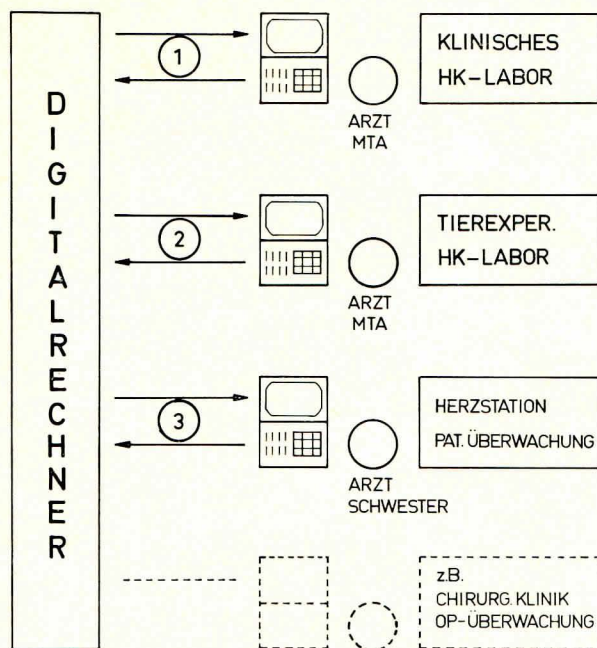 DIGITALRECHNER
1
ARZT
MTA
KLINISCHES
HK-LABOR
2
ARZT
MTA
TIEREXPER.
HK-LABOR
3
ARZT
SCHWESTER
HERZSTATION
PAT. ÜBERWACHUNG
z.B.
CHIRURG. KLINIK
OP-ÜBERWACHUNG